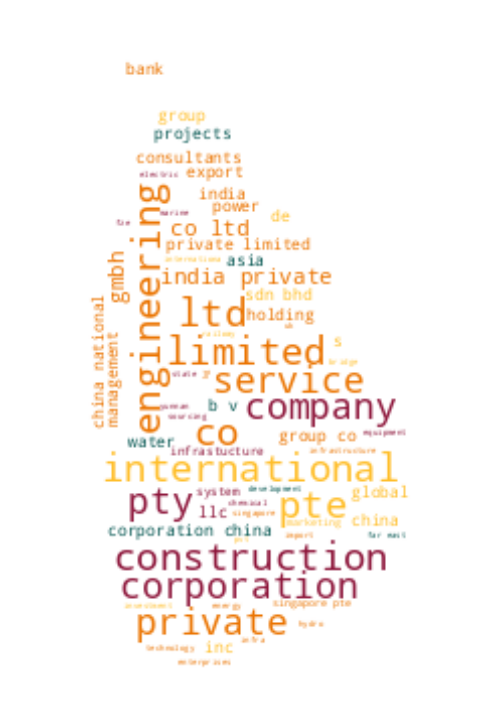 bank
group
projects
consultants
electric export
india
marine power
de
fze
co ltd
private limited
international asia
india private
gmbh
engineering
sdn bhd
ltd holding
china national
management
railway
limited s
bridge
state service
b v company
sourcing
co
water
group co equipment
infrastucture infrastructure
international
system development
pty pte global
chemical
llc singapore
marketing china
corporation china
import far east
construction
corporation
investment energy singapore pte
private hydro
infra
technology inc
enterprises